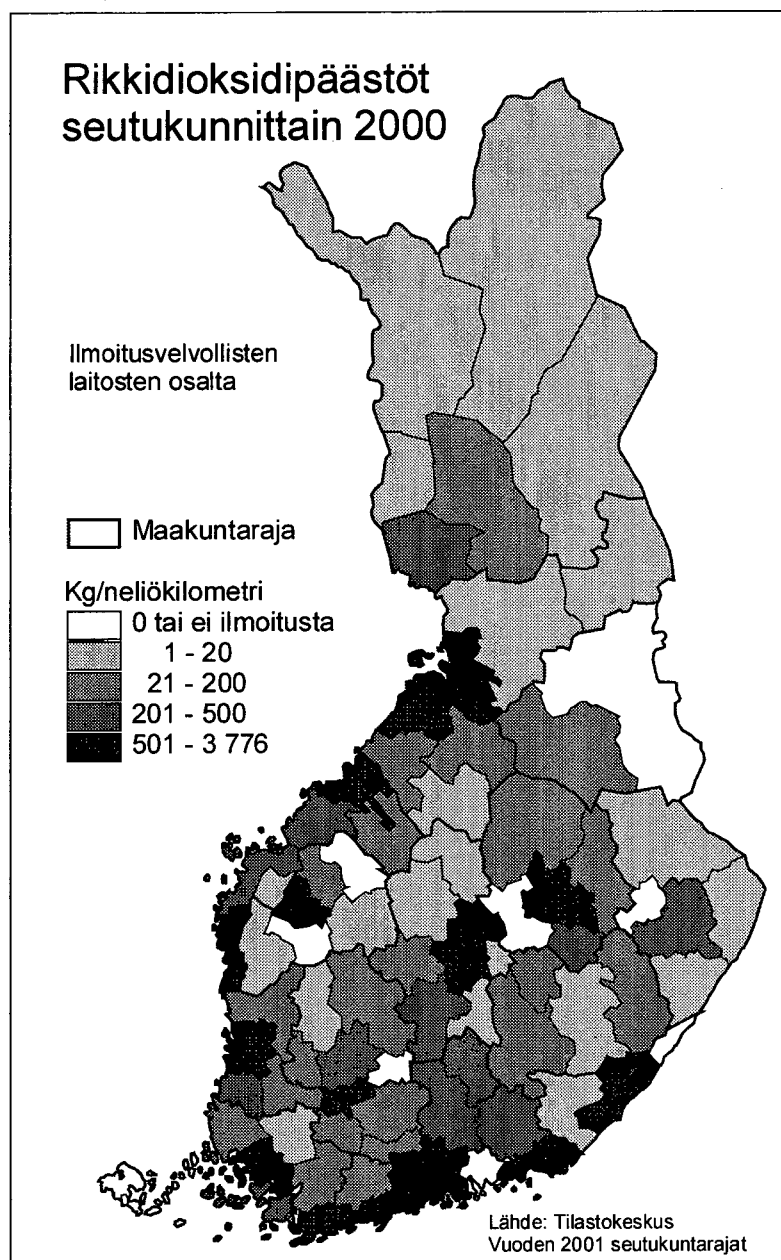 Rikkidioksidipäästöt
seutukunnittain 2000
Ilmoitusvelvollisten
laitosten osalta
Maakuntaraja
Kg/neliökilometri
0 tai ei ilmoitusta
1 - 20
21 - 200
201 - 500
501 - 3 776
Lähde: Tilastokeskus
Vuoden 2001 seutukuntarajat